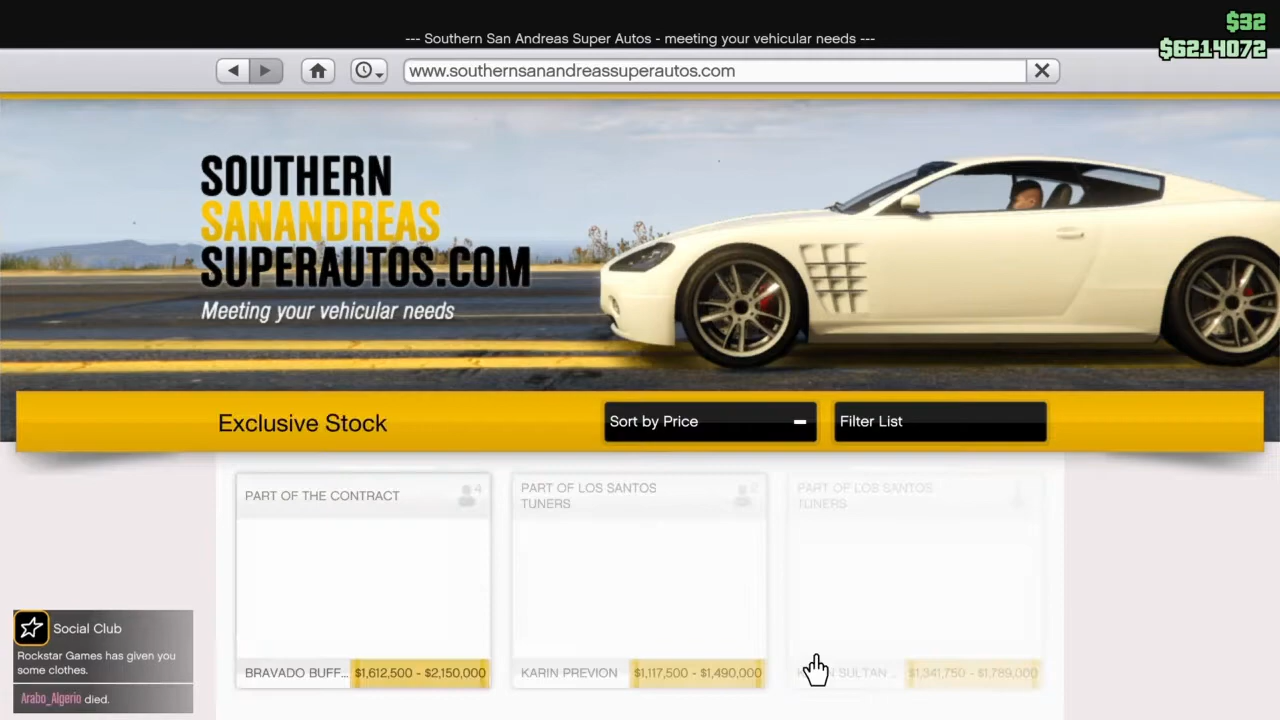 --- Southern San Andreas Super Autos - meeting your vehicular needs ---
$32
$6214072
www.southernsanandreassuperautos.com
SOUTHERN
SANANDREAS
SUPERAUTOS.COM
Meeting your vehicular needs
Exclusive Stock
Sort by Price
Filter List
PART OF THE CONTRACT
4
PART OF LOS SANTOS
TUNERS
PART OF LOS SANTOS
TUNERS
BRAVADO BUFF... $1,612,500 - $2,150,000
KARIN PREVION $1,117,500 - $1,490,000
SULTAN ... $1,341,750 - $1,789,000
Social Club
Rockstar Games has given you
some clothes.
Arabo_Algerio died.